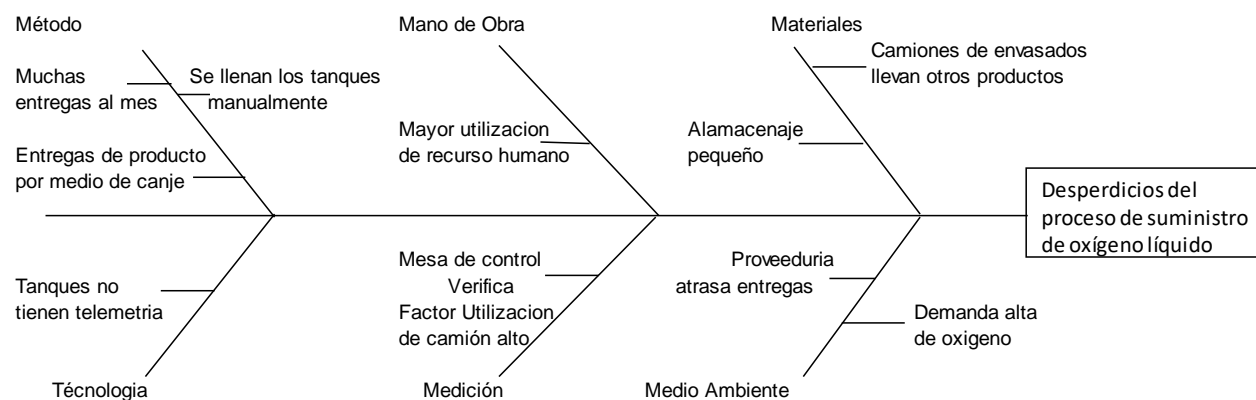 Método
Mano de Obra
Materiales
Muchas
entregas al mes
Se llenan los tanques
manualmente
Camiones de envasados
llevan otros productos
Entregas de producto
por medio de canje
Mayor utilizacion
de recurso humano
Alamacenaje
pequeño
Desperdicios del
proceso de suministro
de oxígeno líquido
Tanques no
tienen telemetria
Mesa de control
Verifica
Factor Utilizacion
de camión alto
Proveeduria
atrasa entregas
Demanda alta
de oxigeno
Técnologia
Medición
Medio Ambiente